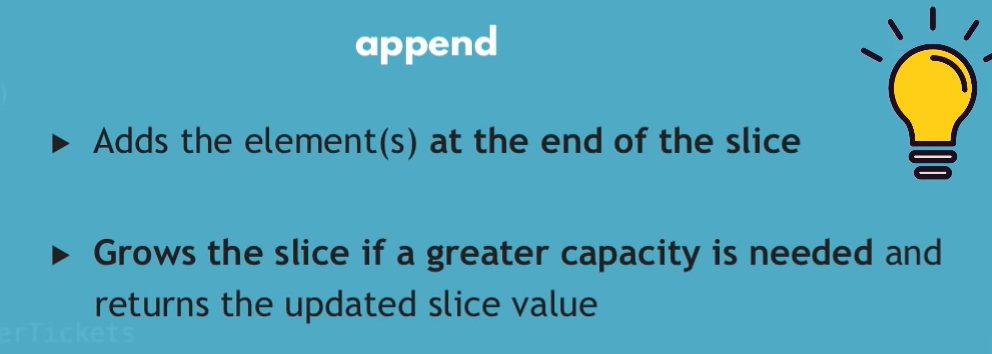 append
► Adds the element(s) at the end of the slice
► Grows the slice if a greater capacity is needed and
returns the updated slice value
erTickets
)